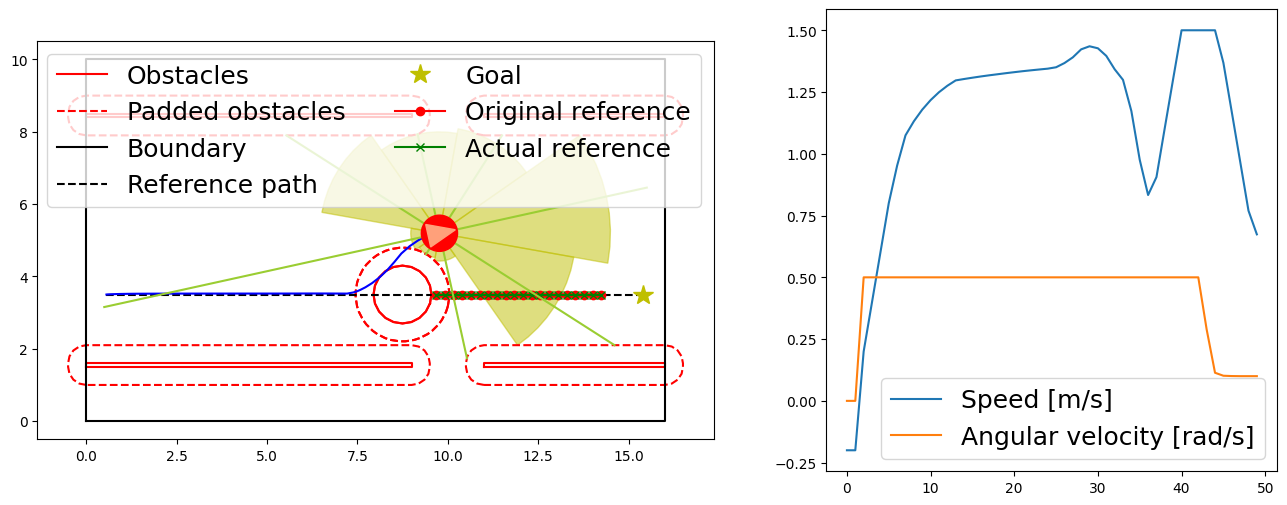 10
8
6
4
2
0
0.0 2.5 5.0 7.5 10.0 12.5 15.0
Obstacles
Padded obstacles
Boundary
Reference path
Goal
Original reference
Actual reference
1.50
1.25
1.00
0.75
0.50
0.25
0.00
−0.25
0 10 20 30 40 50
Speed [m/s]
Angular velocity [rad/s]